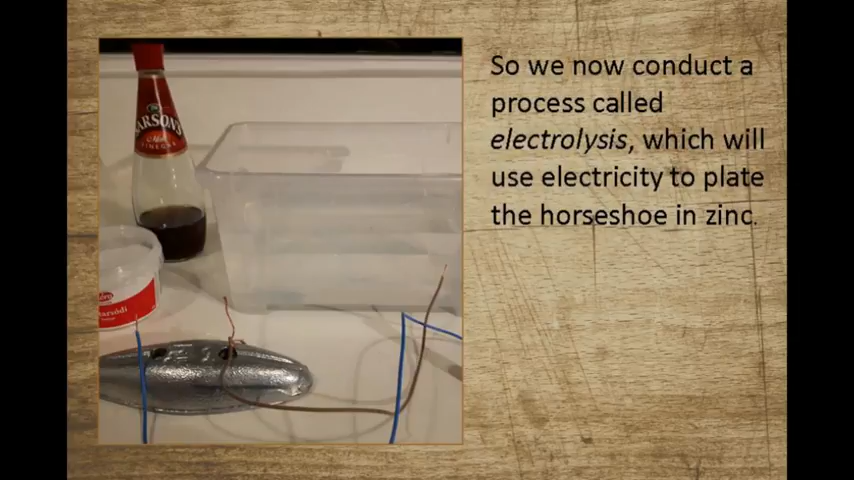 SARSON'S
Malt
VINEGAR
So we now conduct a
process called
electrolysis, which will
use electricity to plate
the horseshoe in zinc.